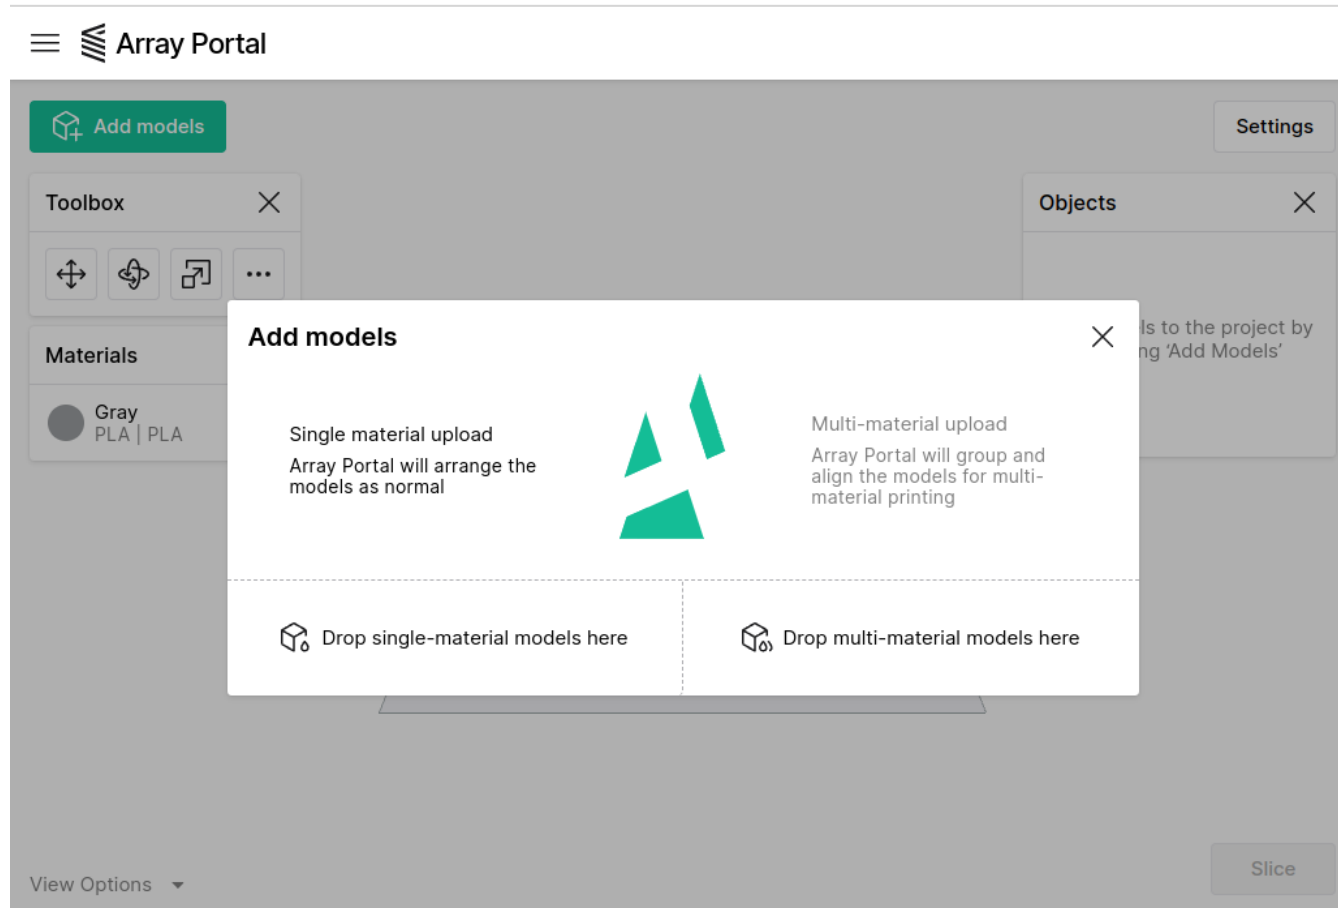 Array Portal
Add models
Settings
Toolbox
Objects
Materials
Gray
PLA | PLA
ls to the project by
ng ‘Add Models’
Add models
Single material upload
Array Portal will arrange the
models as normal
Multi-material upload
Array Portal will group and
align the models for multi-
material printing
Drop single-material models here
Drop multi-material models here
View Options
Slice